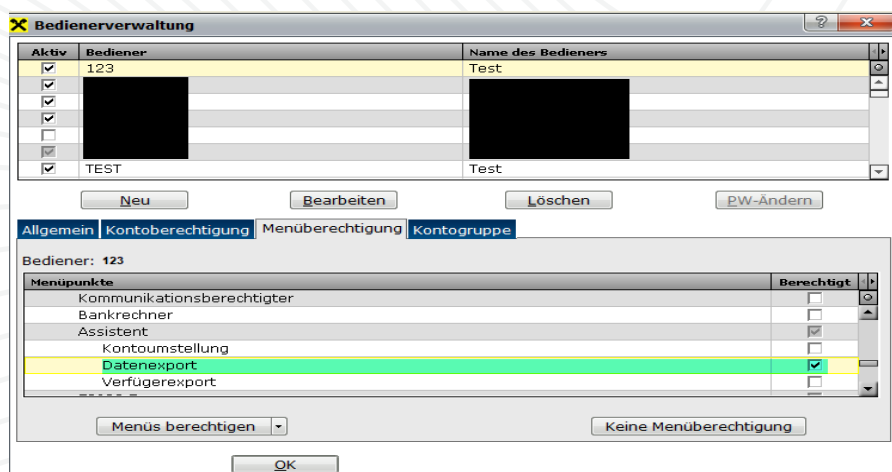 Bedienerverwaltung
Aktiv Bediener Name des Bedieners
123 Test
TEST Test
Neu Bearbeiten Löschen PW-Ändern
Allgemein Kontoberechtigung Menüberechtigung Kontogruppe
Bediener: 123
Menüpunkte Berechtigt
Kommunikationsberechtigter
Bankrechner
Assistent
Kontoumstellung
Datenexport
Verfügerexport
Menüs berechtigen Keine Menüberechtigung
OK